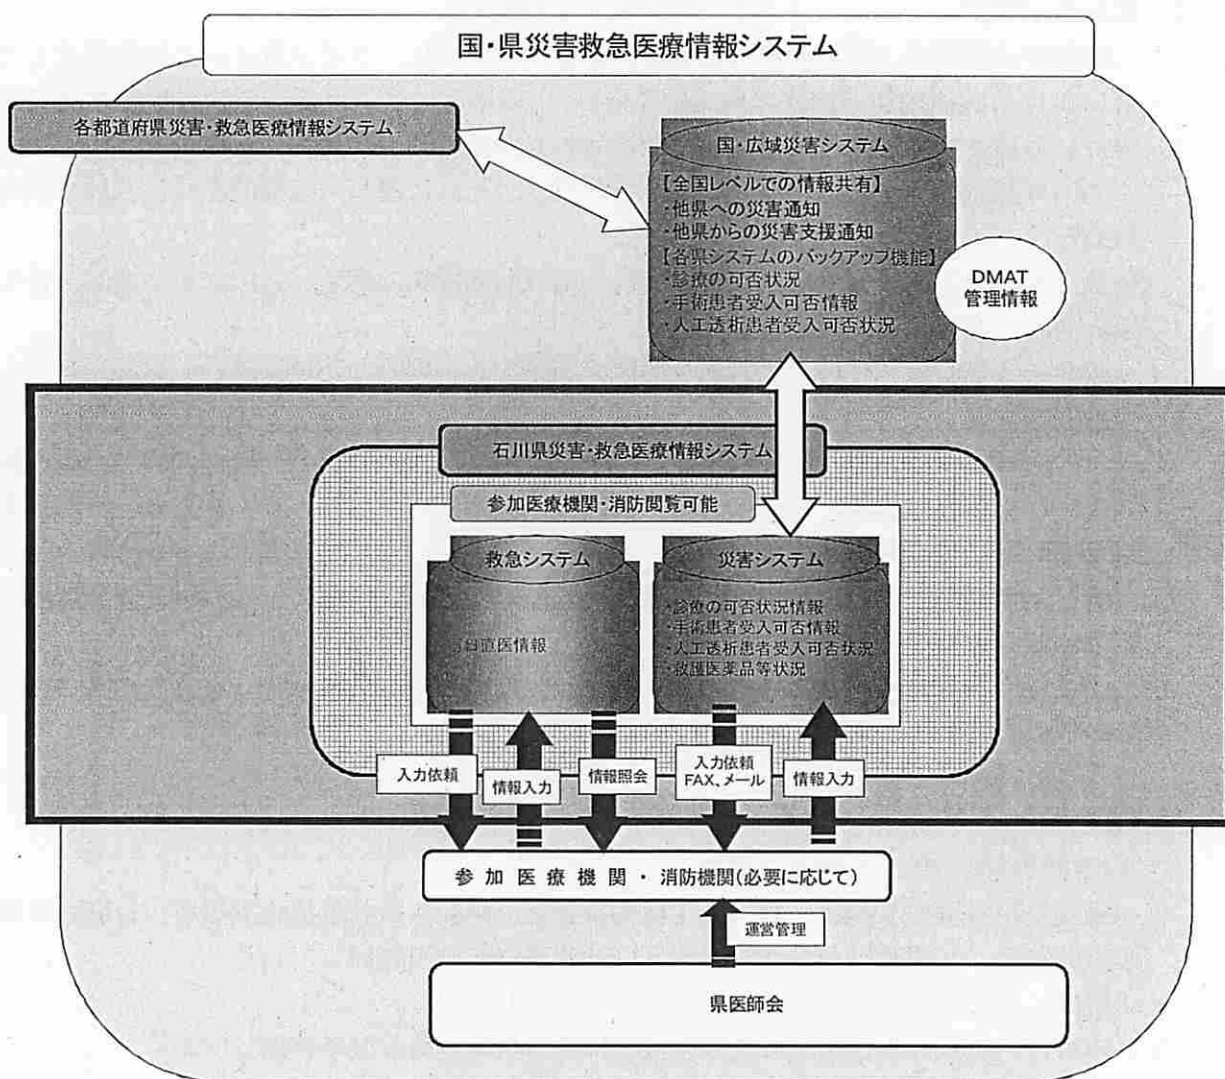 国・県災害救急医療情報システム
各都道府県災害・救急医療情報システム
国・広域災害システム
【全国レベルでの情報共有】
・他県への災害通知
・他県からの災害支援通知
【各県システムのバックアップ機能】
・診療の可否状況
・手術患者受入可否情報
・人工透析患者受入可否状況
DMAT
管理情報
石川県災害・救急医療情報システム
参加医療機関・消防閲覧可能
救急システム
日直医情報
災害システム
・診療の可否状況情報
・手術患者受入可否情報
・人工透析患者受入可否状況
・救護医薬品等状況
入力依頼
情報入力
情報照会
入力依頼
FAX、メール
情報入力
参加医療機関・消防機関(必要に応じて)
運営管理
県医師会